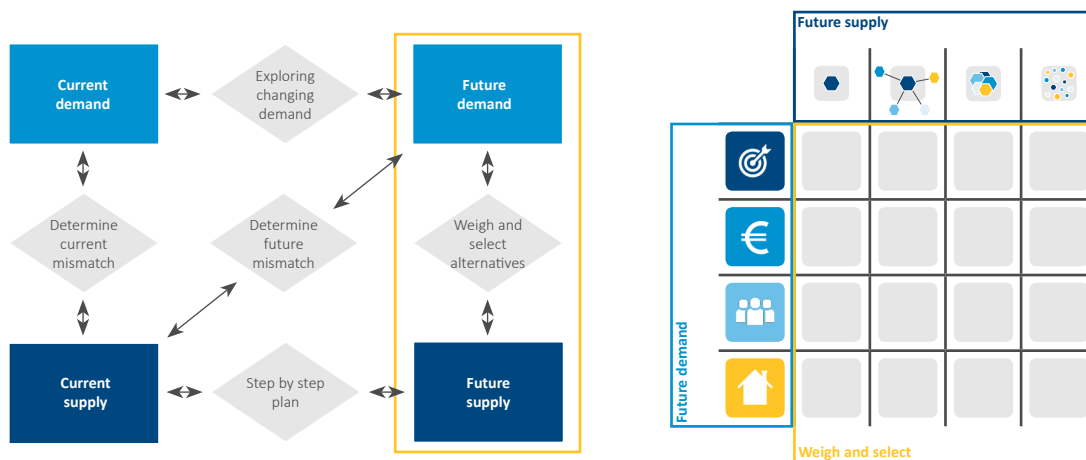 Current
demand
Exploring
changing
demand
Future
demand
Determine
current
mismatch
Determine
future
mismatch
Weigh and
select
alternatives
Current
supply
Step by step
plan
Future
supply
Future supply
€
Future demand
Weigh and select